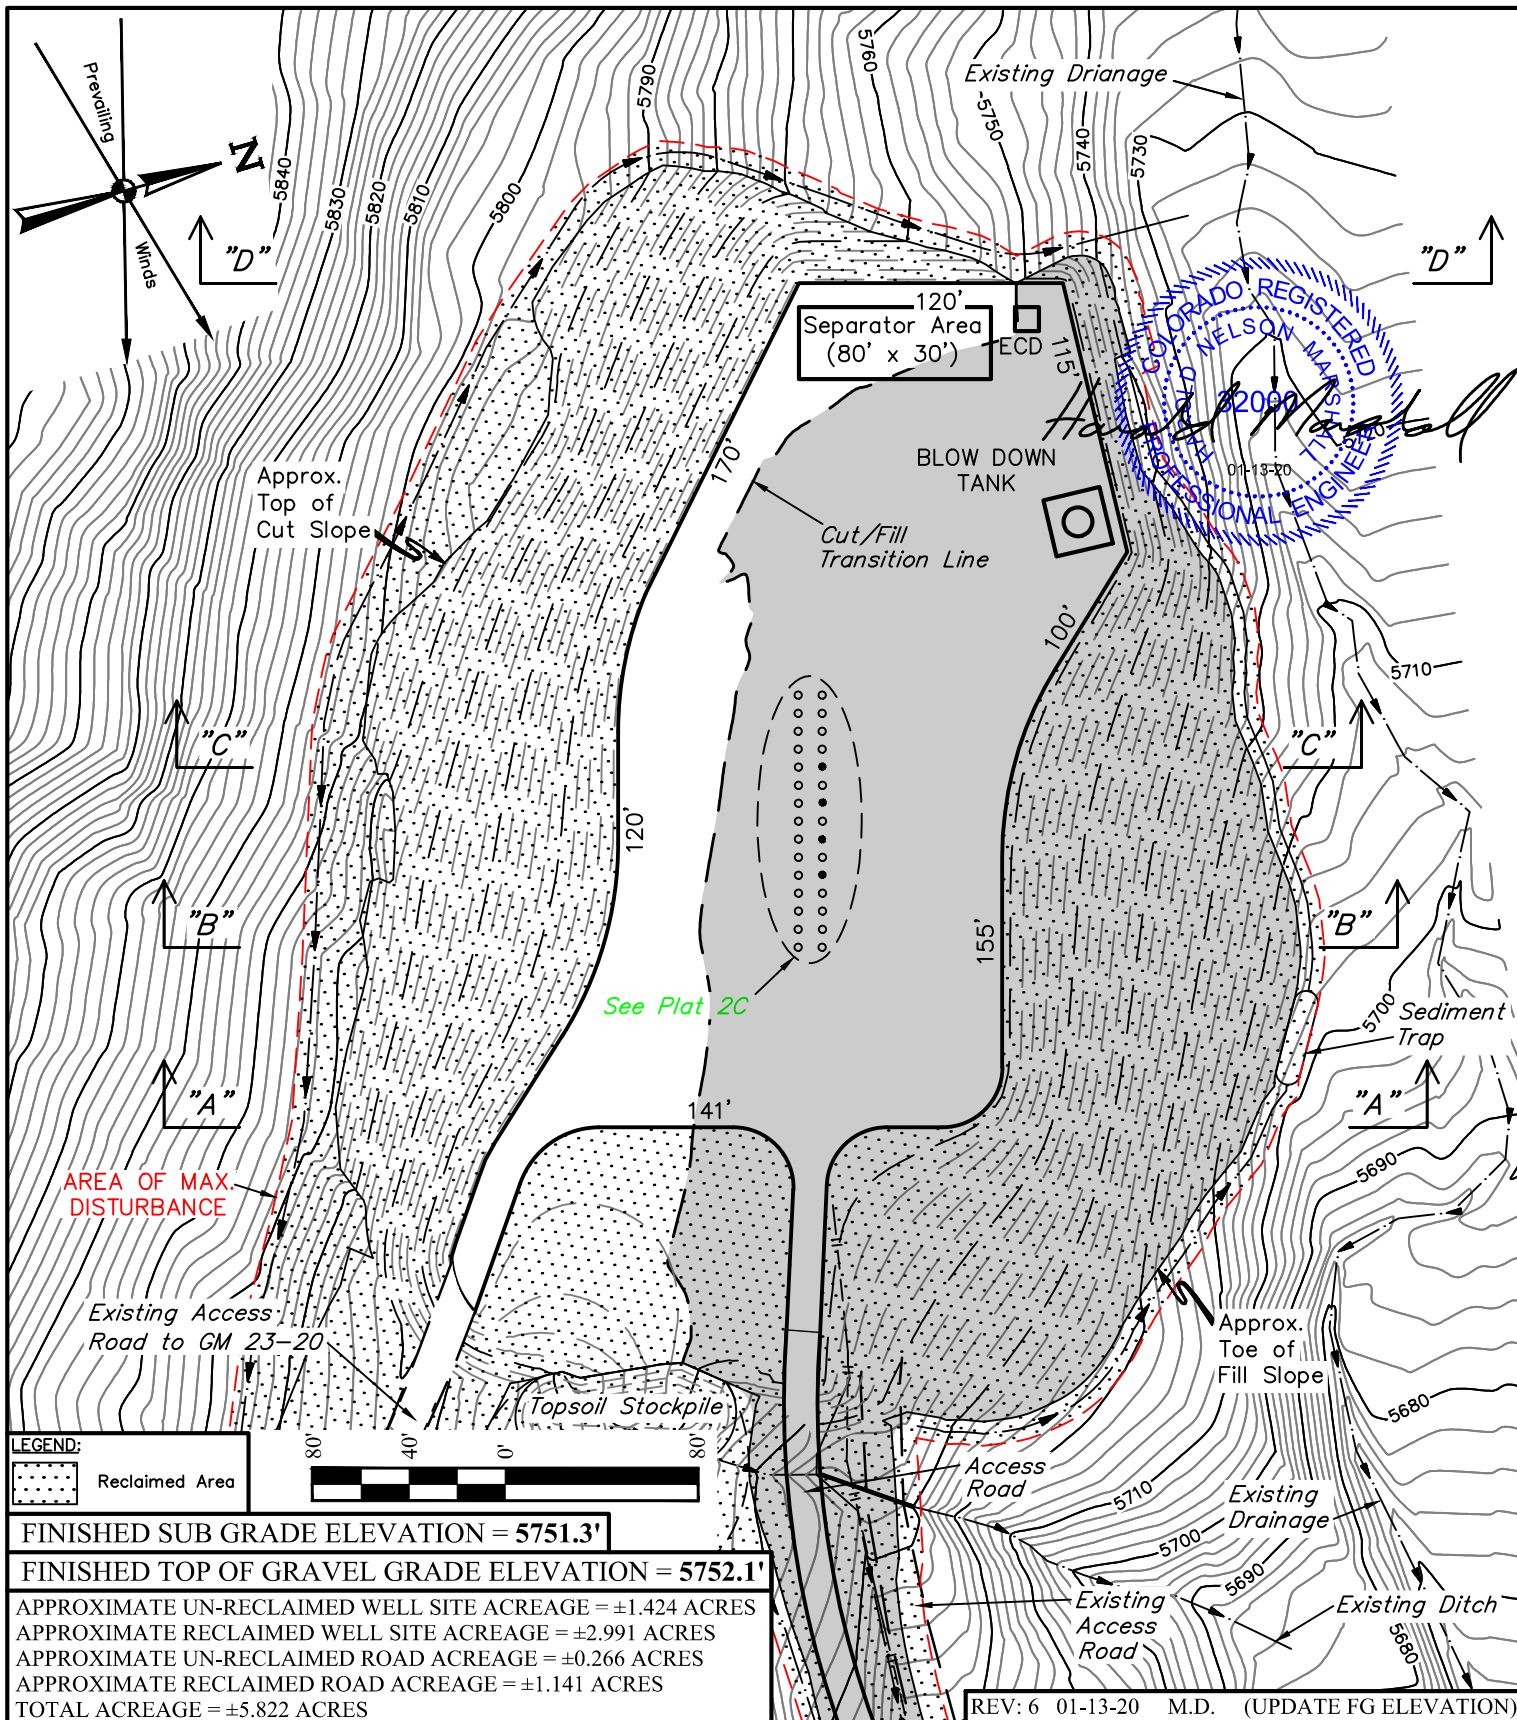 Prevailing
Winds
N
5840
5830
5820
5810
5800
5790
5760
5750
5740
5730
Existing Drianage
"D"
"D"
120'
Separator Area
(80' x 30')
ECD
115'
COLORADO REGISTERED
HAROLD NELSON MARSHALL
32000
01-13-20
PROFESSIONAL ENGINEER
Harold Marshall
170'
BLOW DOWN
TANK
Approx.
Top of
Cut Slope
Cut/Fill
Transition Line
100'
5710
"C"
"C"
120'
"B"
"B"
155'
See Plat 2C
5700
Sediment
Trap
"A"
"A"
141'
5690
AREA OF MAX.
DISTURBANCE
Existing Access
Road to GM 23-20
Approx.
Toe of
Fill Slope
Topsoil Stockpile
5680
LEGEND:
Reclaimed Area
80'
40'
0'
80'
Access
Road
5710
5700
5690
Existing
Drainage
Existing
Access
Road
Existing Ditch
5680
FINISHED SUB GRADE ELEVATION = 5751.3'
FINISHED TOP OF GRAVEL GRADE ELEVATION = 5752.1'
APPROXIMATE UN-RECLAIMED WELL SITE ACREAGE = ±1.424 ACRES
APPROXIMATE RECLAIMED WELL SITE ACREAGE = ±2.991 ACRES
APPROXIMATE UN-RECLAIMED ROAD ACREAGE = ±0.266 ACRES
APPROXIMATE RECLAIMED ROAD ACREAGE = ±1.141 ACRES
TOTAL ACREAGE = ±5.822 ACRES
REV: 6 01-13-20 M.D. (UPDATE FG ELEVATION)